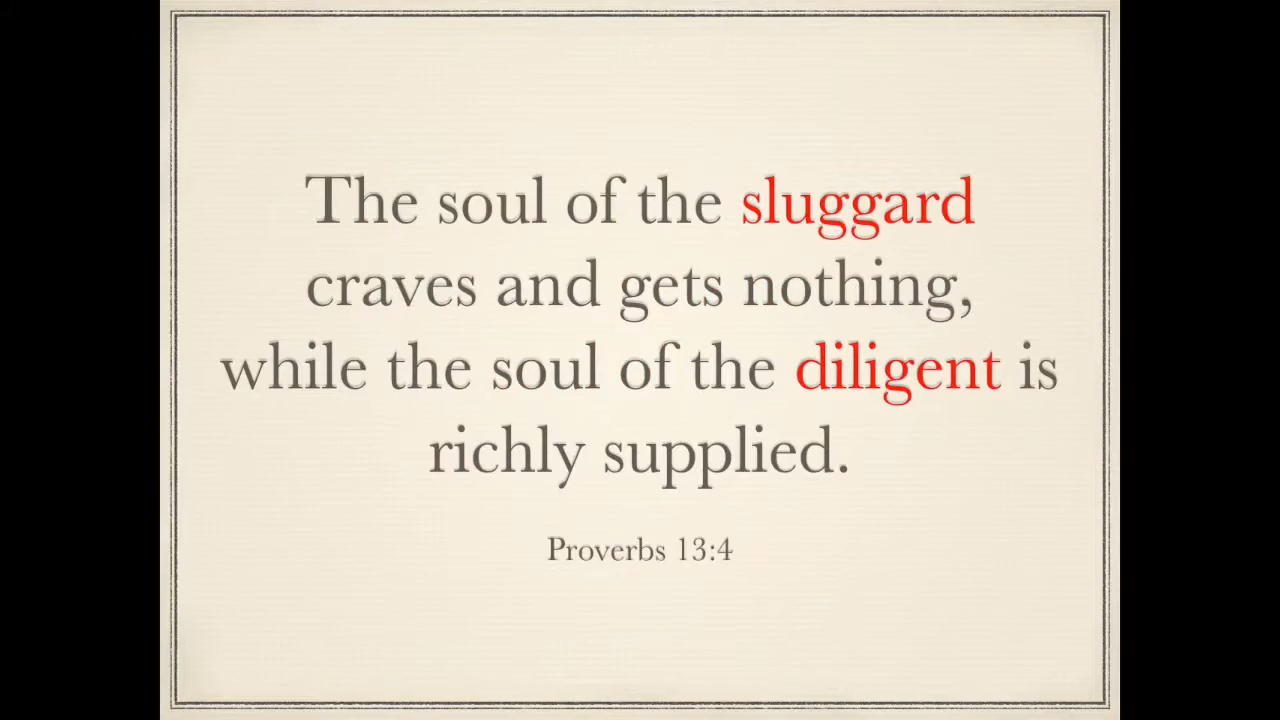 The soul of the sluggard
craves and gets nothing,
while the soul of the diligent is
richly supplied.
Proverbs 13:4